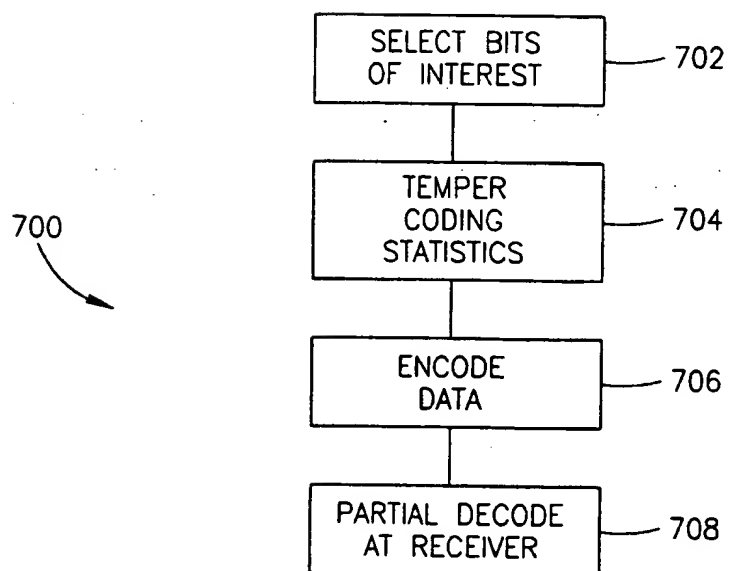 SELECT BITS
OF INTEREST
702
TEMPER
CODING
STATISTICS
704
700
ENCODE
DATA
706
PARTIAL DECODE
AT RECEIVER
708